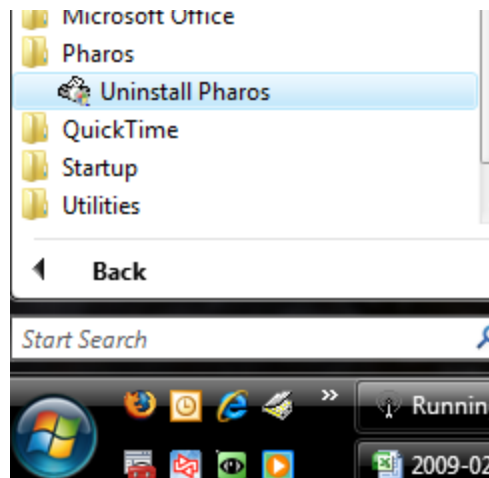 Microsoft Office
Pharos
Uninstall Pharos
QuickTime
Startup
Utilities
Back
Start Search
Runnin
2009-02